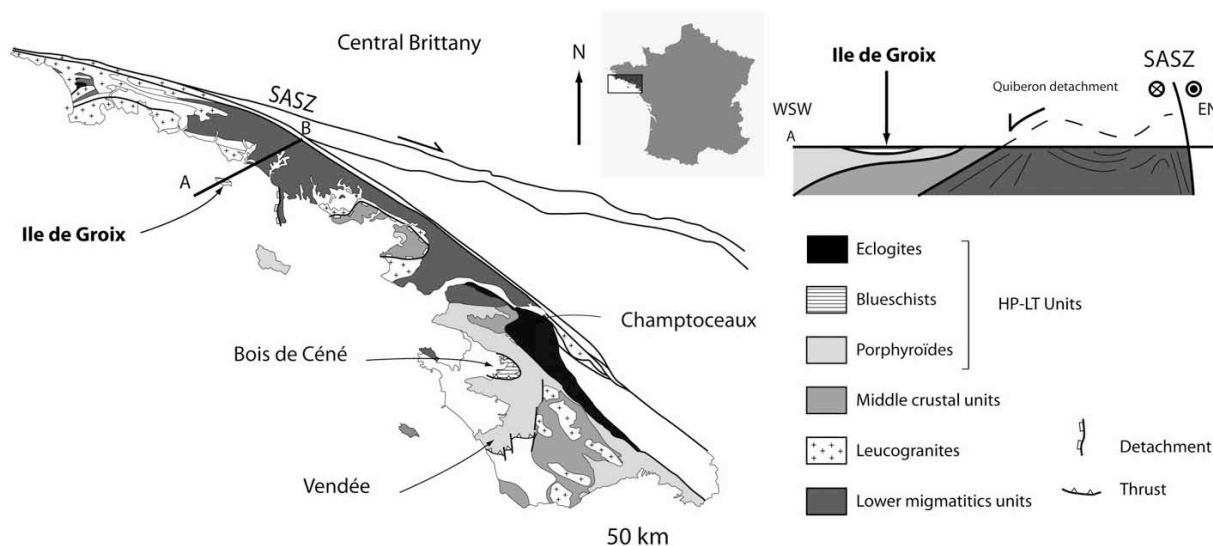 Central Brittany
N
Ile de Groix
SASZ
Quiberon detachment
WSW
EN
A
SASZ
B
A
Ile de Groix
Eclogites
Blueschists
HP-LT Units
Champtoceaux
Porphyroïdes
Bois de Céné
Middle crustal units
Leucogranites
Detachment
Vendée
Thrust
Lower migmatitics units
50 km